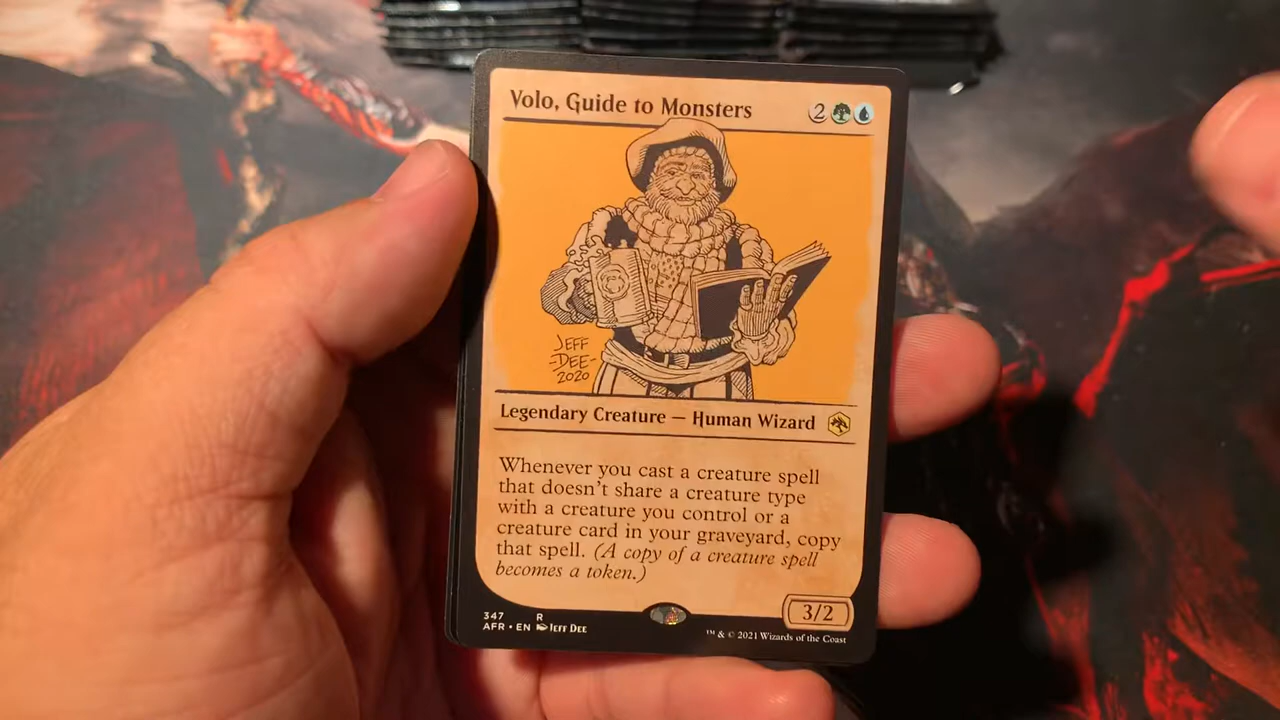 Volo, Guide to Monsters 2
JEFF
-DEE-
2020
Legendary Creature — Human Wizard
Whenever you cast a creature spell
that doesn't share a creature type
with a creature you control or a
creature card in your graveyard, copy
that spell. (A copy of a creature spell
becomes a token.)
3/2
347 R
AFR • EN Jeff Dee
™ & © 2021 Wizards of the Coast